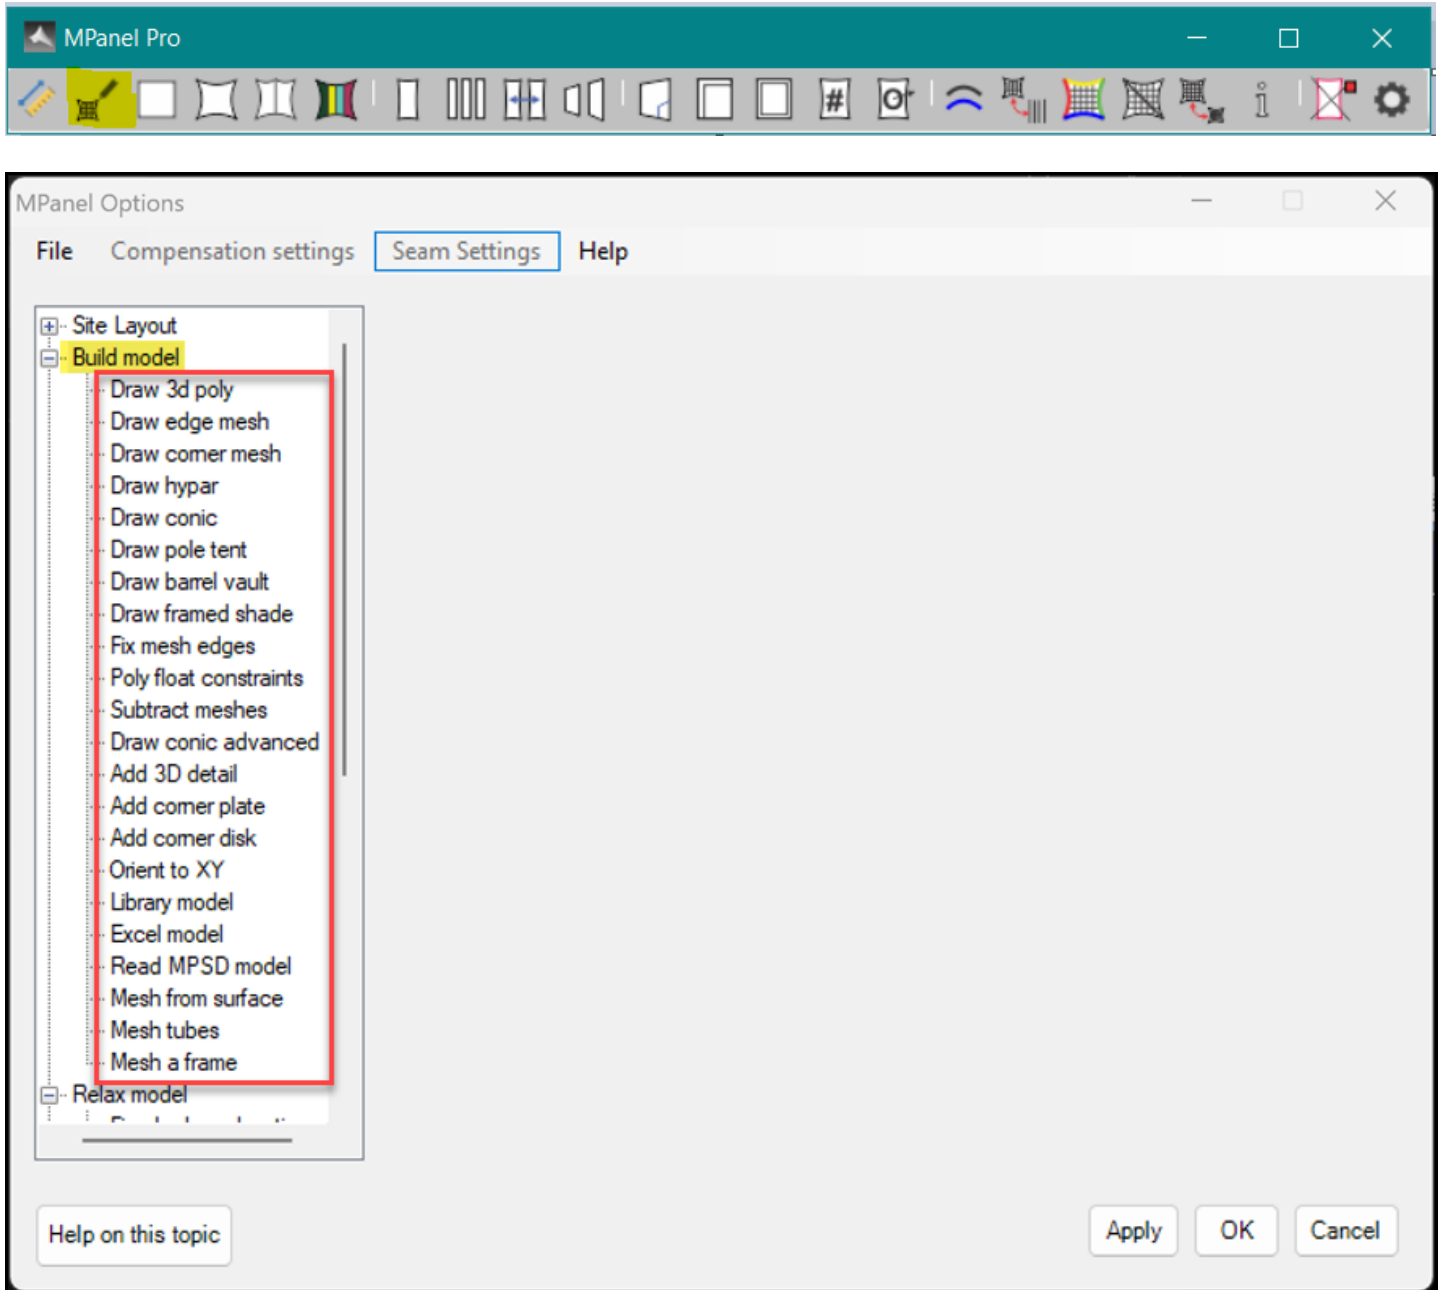 MPanel Pro
#
i
MPanel Options
File Compensation settings Seam Settings Help
Site Layout
Build model
Draw 3d poly
Draw edge mesh
Draw corner mesh
Draw hypar
Draw conic
Draw pole tent
Draw barrel vault
Draw framed shade
Fix mesh edges
Poly float constraints
Subtract meshes
Draw conic advanced
Add 3D detail
Add corner plate
Add corner disk
Orient to XY
Library model
Excel model
Read MPSD model
Mesh from surface
Mesh tubes
Mesh a frame
Relax model
Help on this topic
Apply OK Cancel